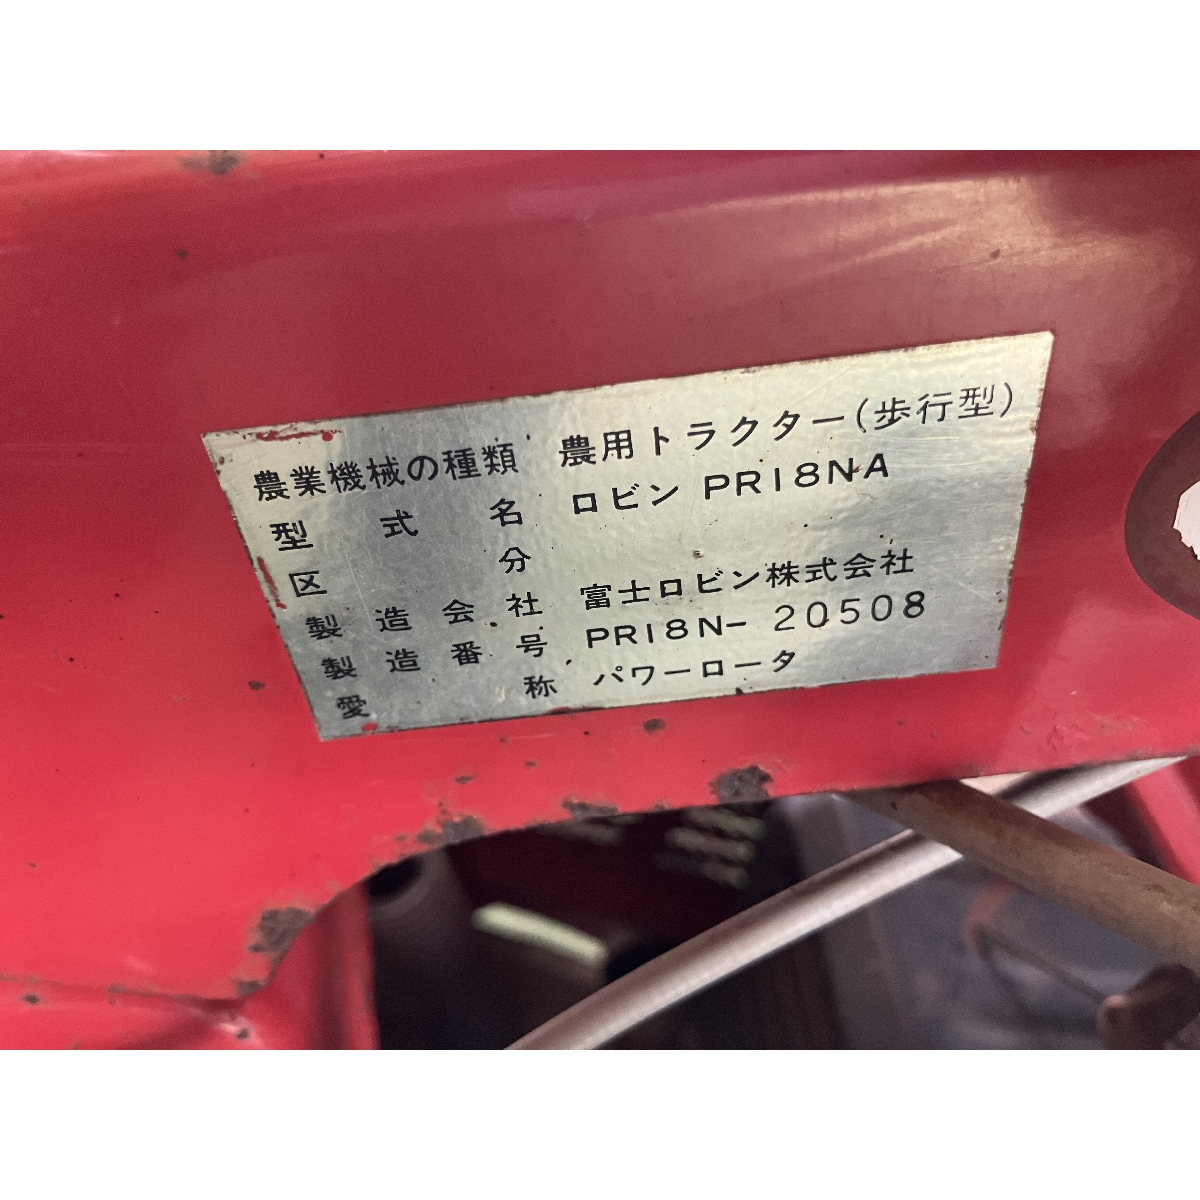 農業機械の種類 農用トラクター(歩行型)
型式名 ロビン PR18NA
区分
製造会社 富士ロビン株式会社
製造番号 PR18N- 20508
愛称 パワーロータ